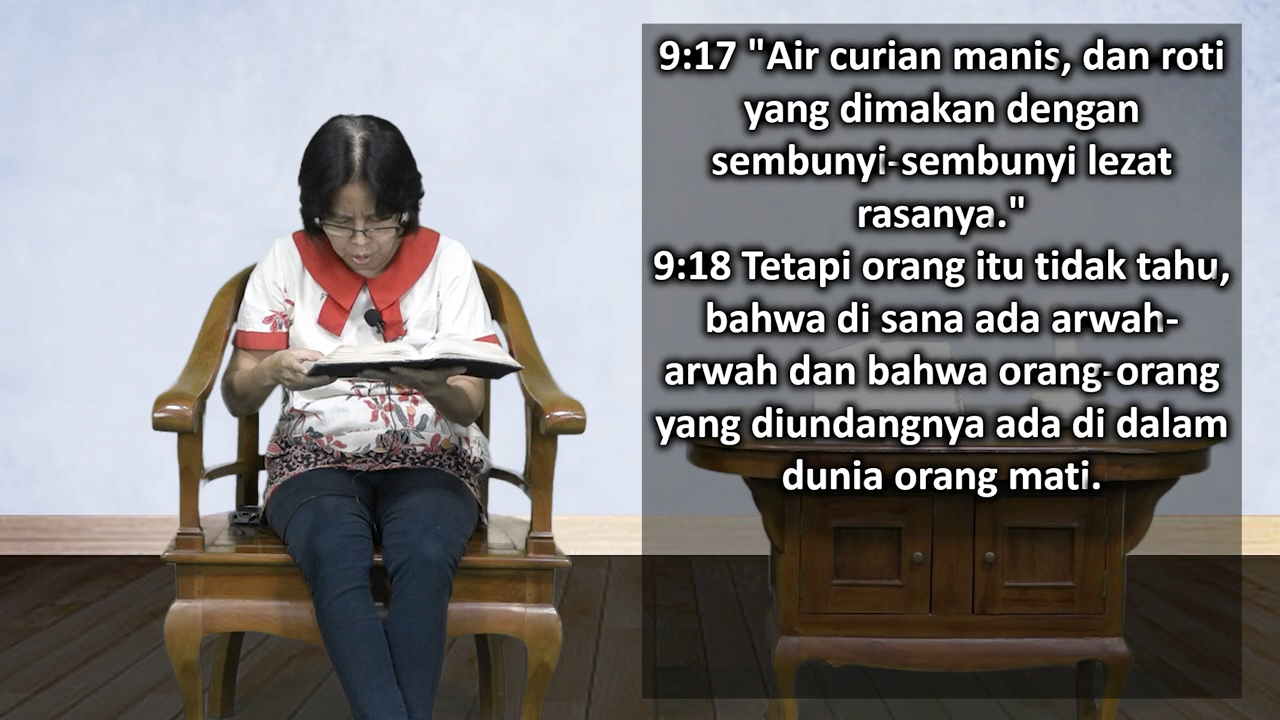 9:17 "Air curian manis, dan roti
yang dimakan dengan
sembunyi-sembunyi lezat
rasanya."
9:18 Tetapi orang itu tidak tahu,
bahwa di sana ada arwah-
arwah dan bahwa orang-orang
yang diundangnya ada di dalam
dunia orang mati.